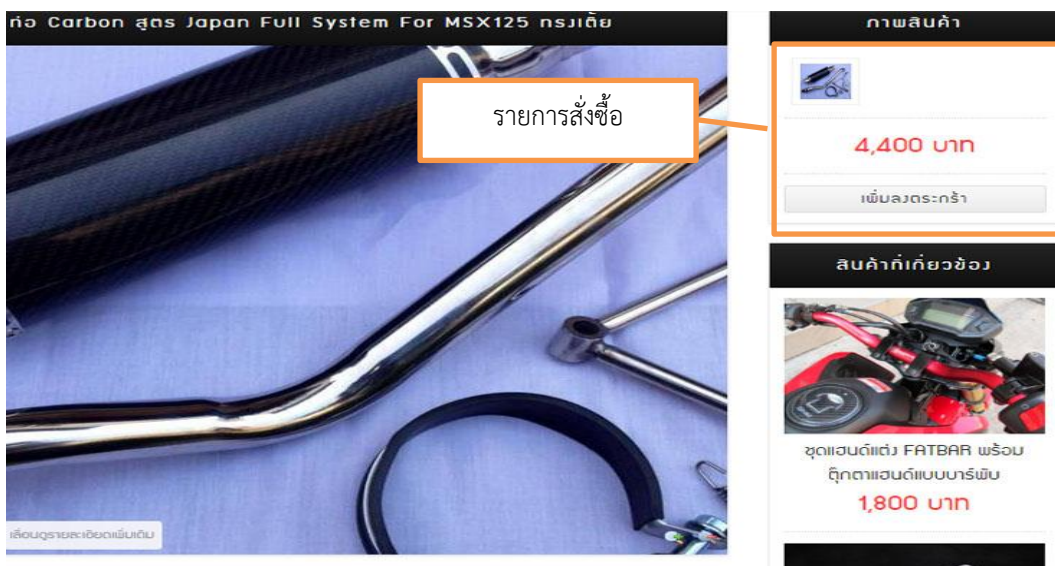 ท่อ Carbon สูตร Japan Full System For MSX125 ทรงเตี้ย
ภาพสินค้า
รายการสั่งซื้อ
4,400 บาท
เพิ่มลงตระกร้า
สินค้าที่เกี่ยวข้อง
ชุดแฮนด์แต่ง FATBAR พร้อม
ตุ๊กตาแฮนด์แบบบาร์พับ
1,800 บาท
เลื่อนดูรายละเอียดเพิ่มเติม